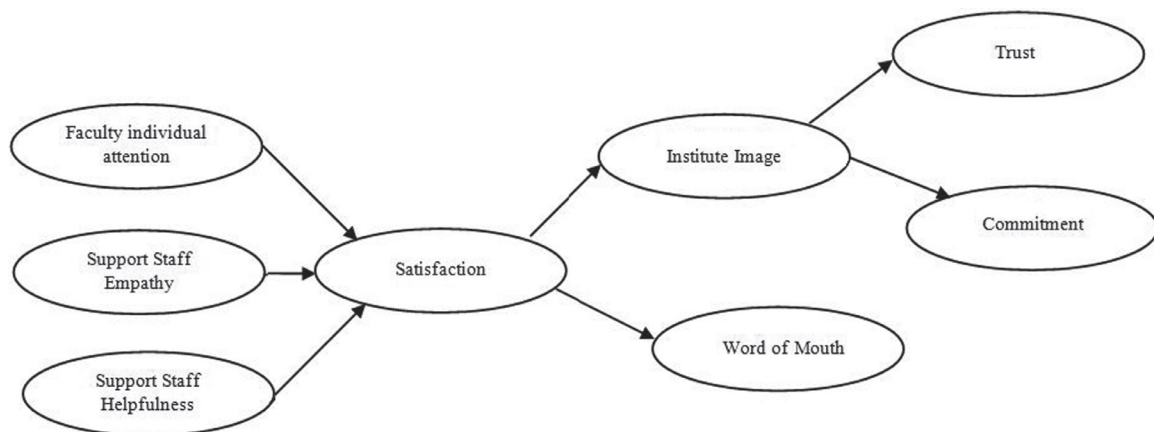 Trust
Faculty individual
attention
Institute Image
Commitment
Support Staff
Empathy
Satisfaction
Word of Mouth
Support Staff
Helpfulness